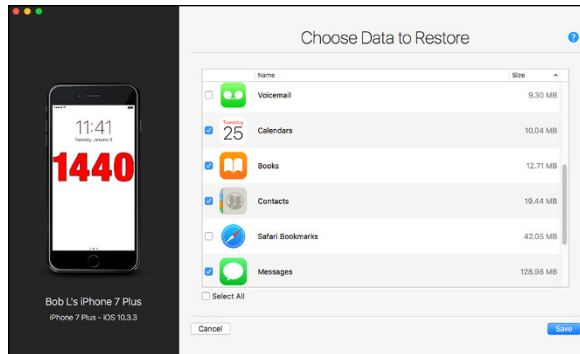 Choose Data to Restore
?
Name Size
Voicemail 9.30 MB
Tuesday
25
Calendars 10.04 MB
Books 12.71 MB
Contacts 19.44 MB
Safari Bookmarks 42.05 MB
Messages 128.98 MB
Select All
Cancel Save
11:41
Tuesday, January 8
1440
Bob L's iPhone 7 Plus
iPhone 7 Plus - iOS 10.3.3